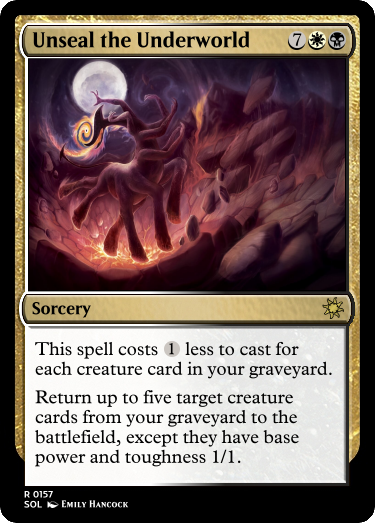 Unseal the Underworld 7
Sorcery
This spell costs 1 less to cast for
each creature card in your graveyard.
Return up to five target creature
cards from your graveyard to the
battlefield, except they have base
power and toughness 1/1.
R 0157
SOL Emily Hancock